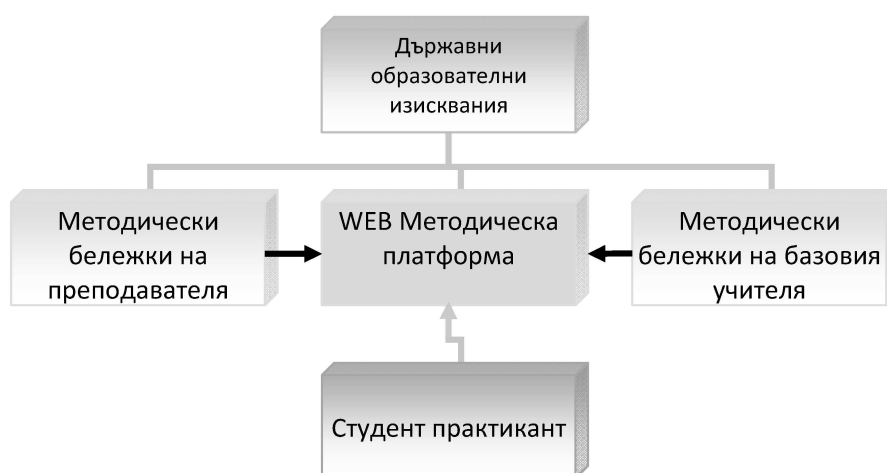 Държавни
образователни
изисквания
Методически
бележки на
преподавателя
WEB Методическа
платформа
Методически
бележки на базовия
учителя
Студент практикант